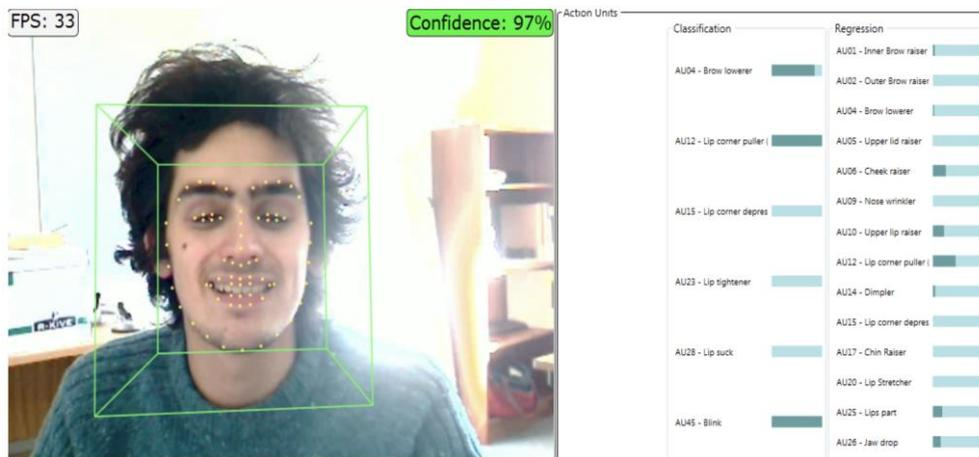 FPS: 33
Confidence: 97%
Action Units
Classification
AU04 - Brow lowerer
AU12 - Lip corner puller (
AU15 - Lip corner depres
AU23 - Lip tightener
AU28 - Lip suck
AU45 - Blink
Regression
AU01 - Inner Brow raiser
AU02 - Outer Brow raiser
AU04 - Brow lowerer
AU05 - Upper lid raiser
AU06 - Cheek raiser
AU09 - Nose wrinkler
AU10 - Upper lip raiser
AU12 - Lip corner puller (
AU14 - Dimpler
AU15 - Lip corner depres
AU17 - Chin Raiser
AU20 - Lip Stretcher
AU25 - Lips part
AU26 - Jaw drop